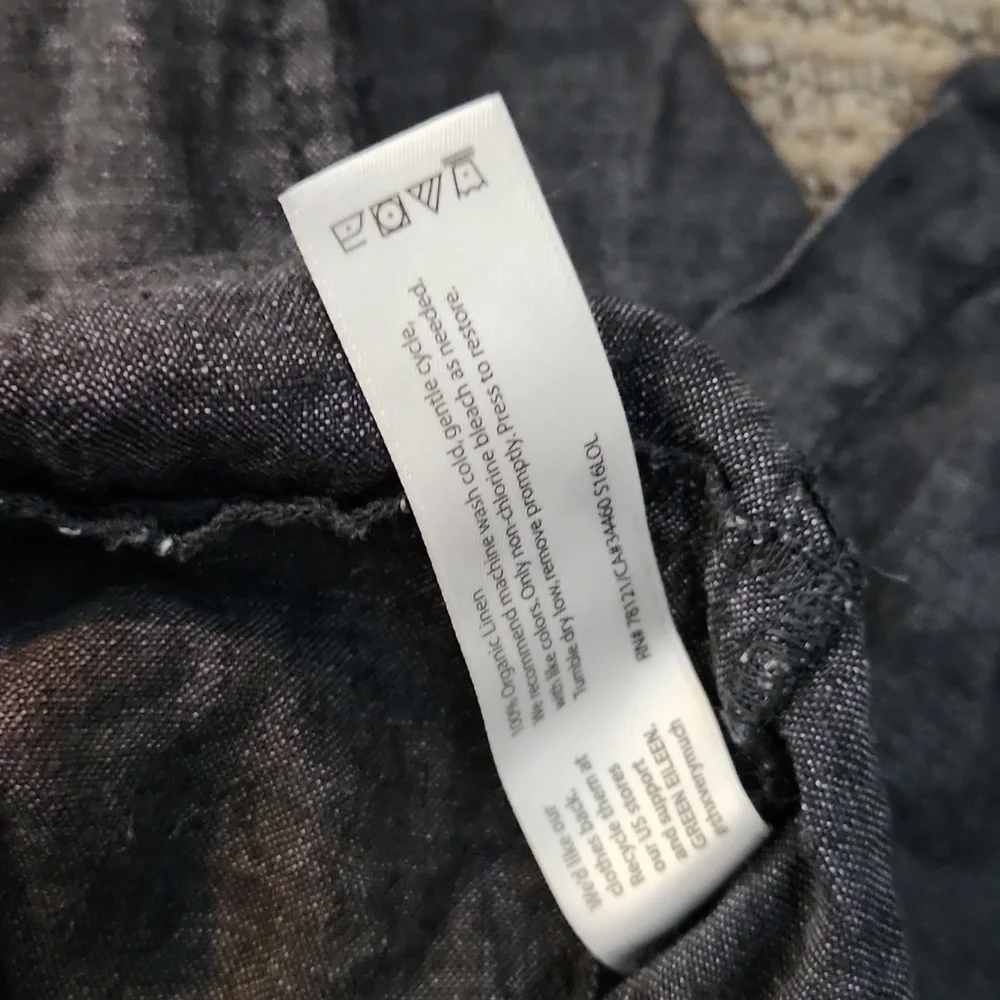 100% Organic Linen
We recommend machine wash cold, gentle cycle,
with like colors. Only non-chlorine bleach as needed.
Tumble dry low, remove promptly. Press to restore.
RN# 78121/CA#34460 S16LOL
We'd like our
clothes back.
Recycle them at
our US stores
and support
GREEN EILEEN.
#thxverymuch